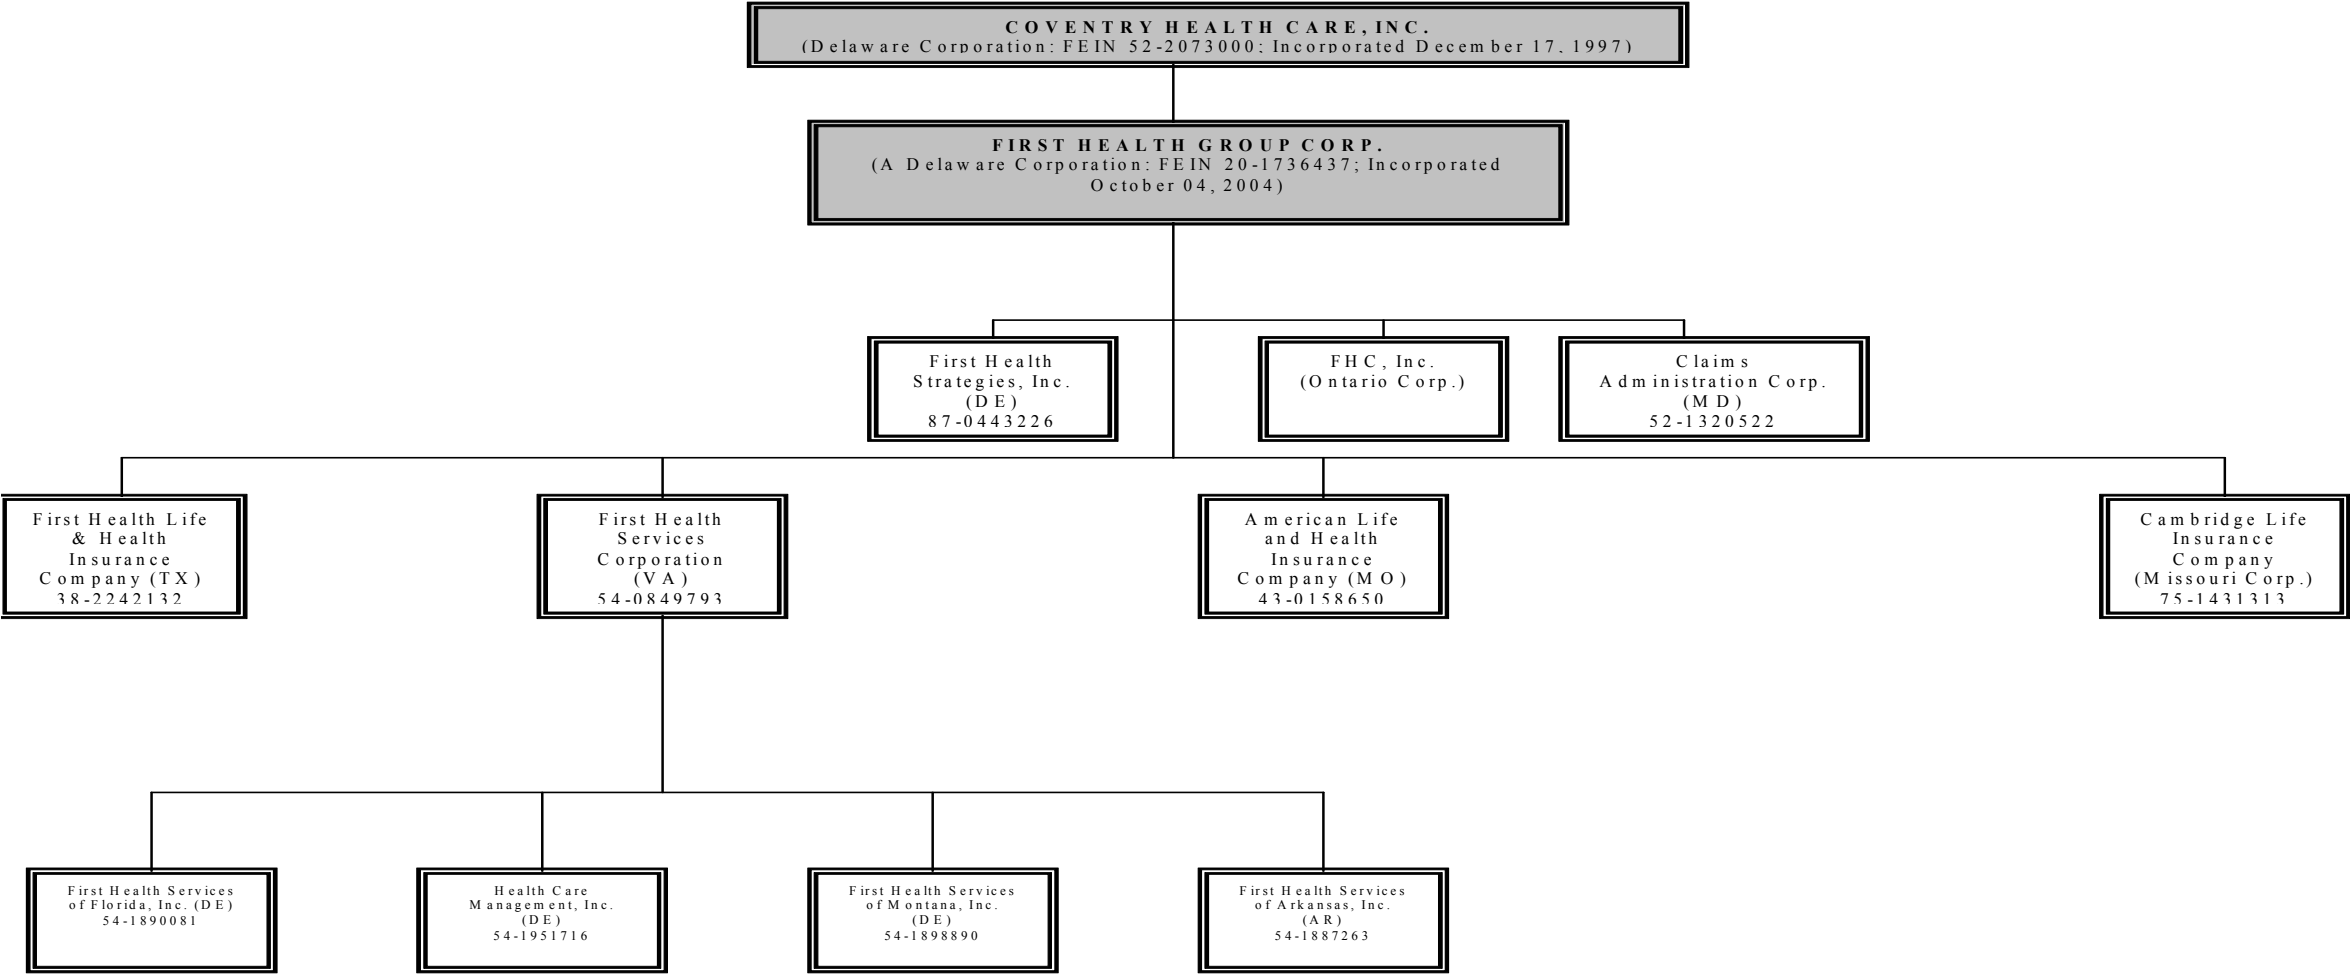 COVENTRY HEALTH CARE, INC.
(Delaware Corporation: FEIN 52-2073000; Incorporated December 17, 1997)
FIRST HEALTH GROUP CORP.
(A Delaware Corporation: FEIN 20-1736437; Incorporated
October 04, 2004)
First Health
Strategies, Inc.
(DE)
87-0443226
FHC, Inc.
(Ontario Corp.)
Claims
Administration Corp.
(MD)
52-1320522
First Health Life
& Health
Insurance
Company (TX)
38-2242132
First Health
Services
Corporation
(VA)
54-0849793
American Life
and Health
Insurance
Company (MO)
43-0158650
Cambridge Life
Insurance
Company
(Missouri Corp.)
75-1431313
First Health Services
of Florida, Inc. (DE)
54-1890081
Health Care
Management, Inc.
(DE)
54-1951716
First Health Services
of Montana, Inc.
(DE)
54-1898890
First Health Services
of Arkansas, Inc.
(AR)
54-1887263